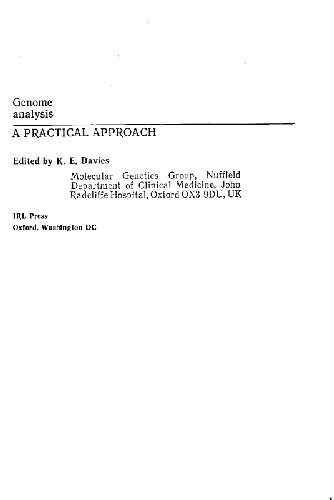 Genome
analysis
A PRACTICAL APPROACH
Edited by K. E. Davies
Molecular Genetics Group, Nuffield
Department of Clinical Medicine, John
Radcliffe Hospital, Oxford OX3 9DU, UK
IRL Press
Oxford, Washington DC